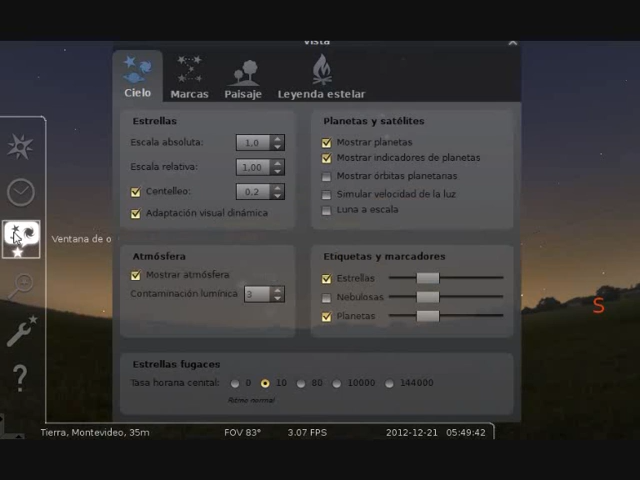 Vista
Cielo Marcas Paisaje Leyenda estelar
Estrellas
Escala absoluta: 1.0
Escala relativa: 1.00
Centelleo: 0.2
Adaptación visual dinámica
Planetas y satélites
Mostrar planetas
Mostrar indicadores de planetas
Mostrar órbitas planetarias
Simular velocidad de la luz
Luna a escala
Ventana de o
Atmósfera
Mostrar atmósfera
Contaminación lumínica 3
Etiquetas y marcadores
Estrellas
Nebulosas
Planetas
S
Estrellas fugaces
Tasa horaria cenital: 0 10 80 10000 144000
Ritmo normal
Tierra, Montevideo, 35m FOV 83° 3.07 FPS 2012-12-21 05:49:42